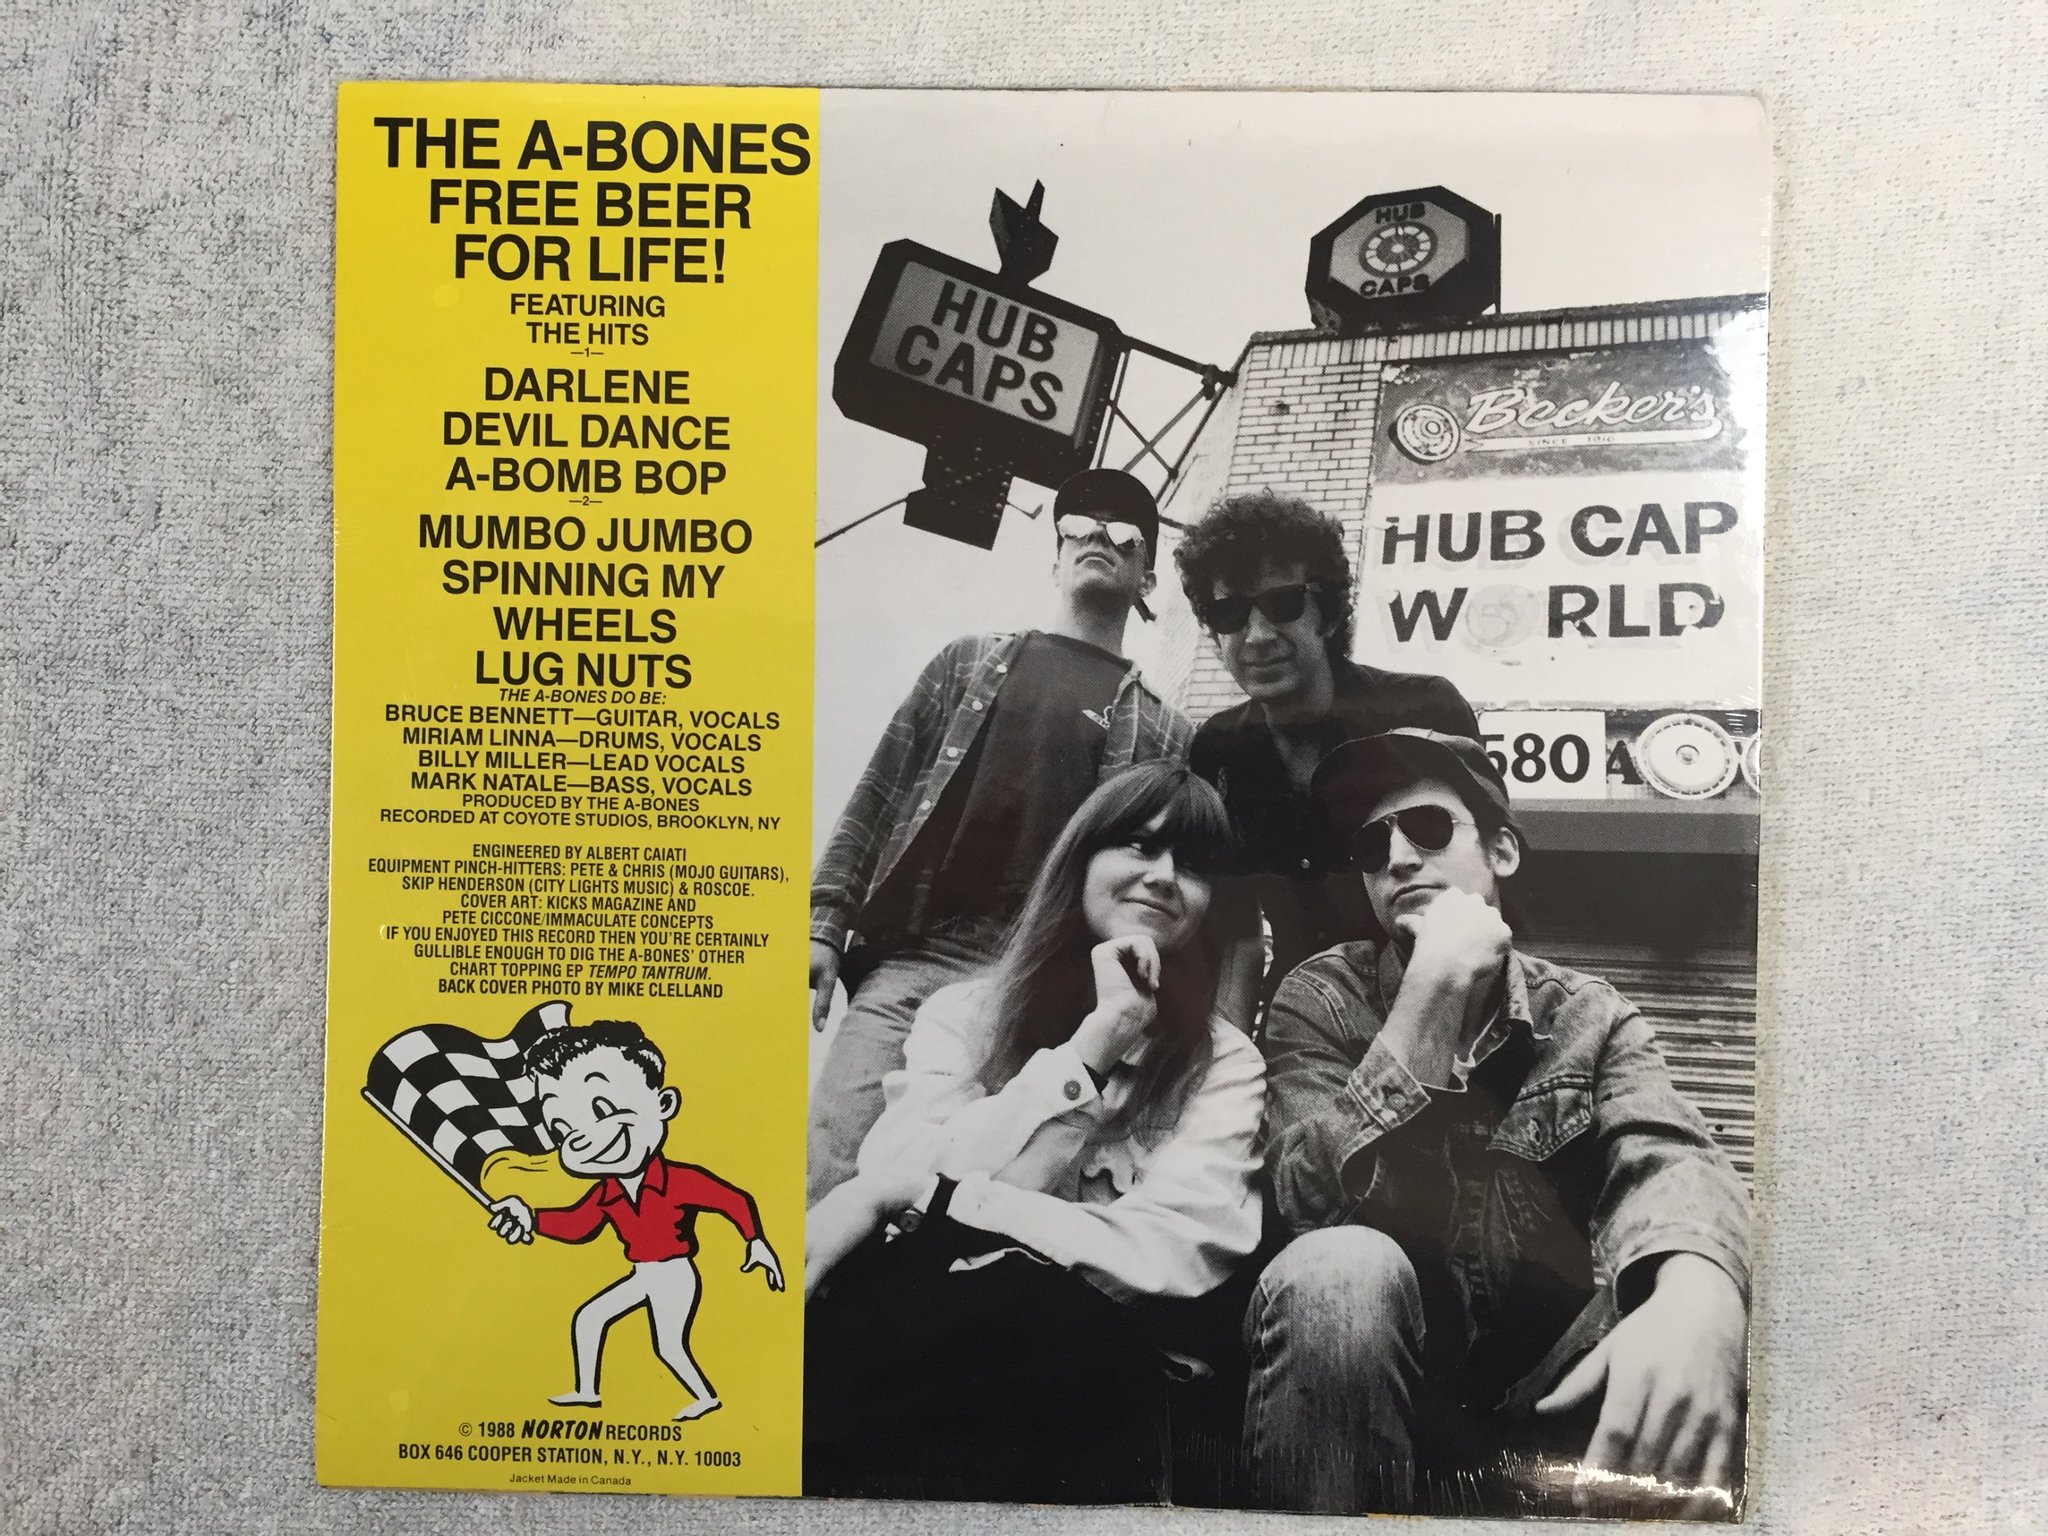 THE A-BONES
FREE BEER
FOR LIFE!
FEATURING
THE HITS
—1—
DARLENE
DEVIL DANCE
A-BOMB BOP
—2—
MUMBO JUMBO
SPINNING MY
WHEELS
LUG NUTS
THE A-BONES DO BE:
BRUCE BENNETT—GUITAR, VOCALS
MIRIAM LINNA—DRUMS, VOCALS
BILLY MILLER—LEAD VOCALS
MARK NATALE—BASS, VOCALS
PRODUCED BY THE A-BONES
RECORDED AT COYOTE STUDIOS, BROOKLYN, NY
ENGINEERED BY ALBERT CAIATI
EQUIPMENT PINCH-HITTERS: PETE & CHRIS (MOJO GUITARS),
SKIP HENDERSON (CITY LIGHTS MUSIC) & ROSCOE.
COVER ART: KICKS MAGAZINE AND
PETE CICCONE/IMMACULATE CONCEPTS
IF YOU ENJOYED THIS RECORD THEN YOU'RE CERTAINLY
GULLIBLE ENOUGH TO DIG THE A-BONES' OTHER
CHART TOPPING EP TEMPO TANTRUM.
BACK COVER PHOTO BY MIKE CLELLAND
© 1988 NORTON RECORDS
BOX 646 COOPER STATION, N.Y., N.Y. 10003
Jacket Made in Canada
HUB
CAPS
HUB
CAPS
Becker's
SINCE 1916
HUB CAP
W RLD
580 A